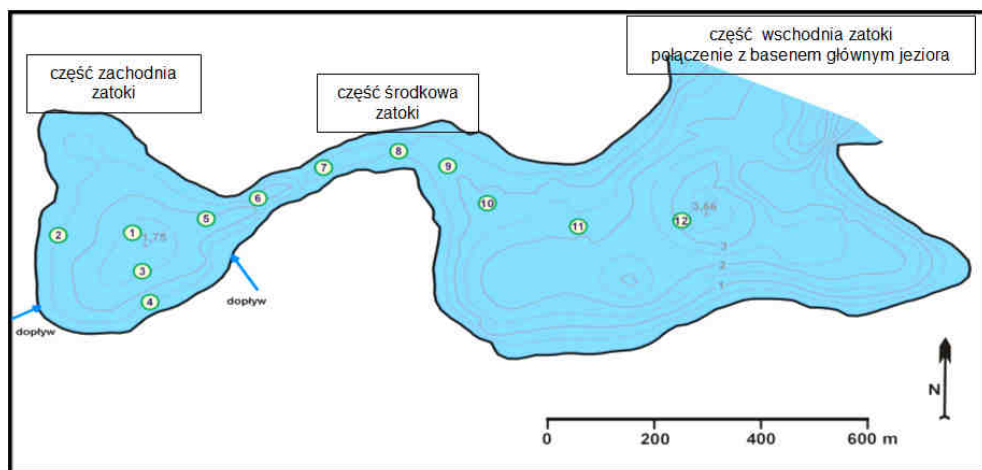 część wschodnia zatoki
połączenie z basenem głównym jeziora
część zachodnia
zatoki
część środkowa
zatoki
8
7
9
6
10
5
3,66
12
11
2
1
1,75
3
3
2
1
4
dopływ
dopływ
N
0
200
400
600 m